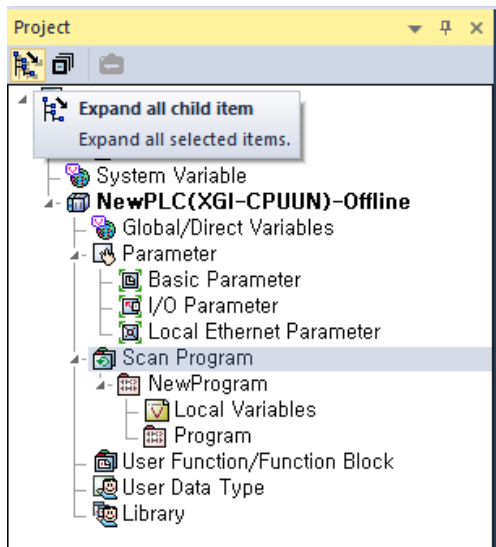 Project
Expand all child item
Expand all selected items.
System Variable
NewPLC(XGI-CPUUN)-Offline
Global/Direct Variables
Parameter
Basic Parameter
I/O Parameter
Local Ethernet Parameter
Scan Program
NewProgram
Local Variables
Program
User Function/Function Block
User Data Type
Library